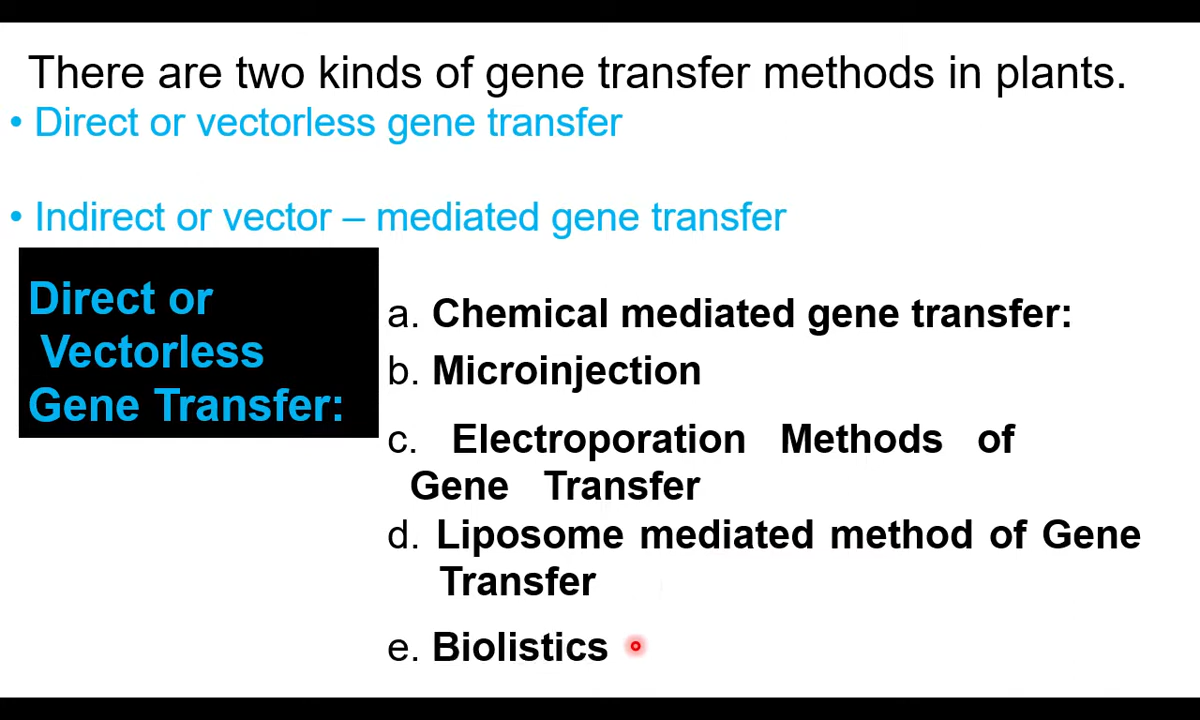 There are two kinds of gene transfer methods in plants.
• Direct or vectorless gene transfer
• Indirect or vector – mediated gene transfer
Direct or
Vectorless
Gene Transfer:
a. Chemical mediated gene transfer:
b. Microinjection
c. Electroporation Methods of
Gene Transfer
d. Liposome mediated method of Gene
Transfer
e. Biolistics